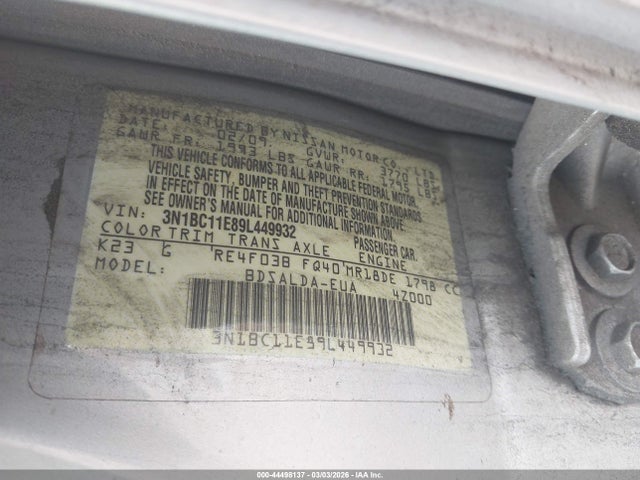 MANUFACTURED BY NISSAN MOTOR CO., LTD.
DATE: 02/09 GVWR: 3770 LBS
GAWR FR: 1993 LBS GAWR RR: 1795 LBS
THIS VEHICLE CONFORMS TO ALL APPLICABLE FEDERAL MOTOR
VEHICLE SAFETY, BUMPER AND THEFT PREVENTION STANDARDS
IN EFFECT ON THE DATE OF MANUFACTURE SHOWN ABOVE.
SEE OWNER'S MANUAL FOR ADDITIONAL INFORMATION.
VIN: 3N1BC11E89L449932 PASSENGER CAR.
COLOR TRIM TRANS AXLE ENGINE
K23 G RE4F03B FQ40 MR18DE 1798 CC
MODEL: BDSALDA-EUA 4Z000
3N1BC11E89L449932
000-44498137 - 03/03/2026 - IAA Corp.